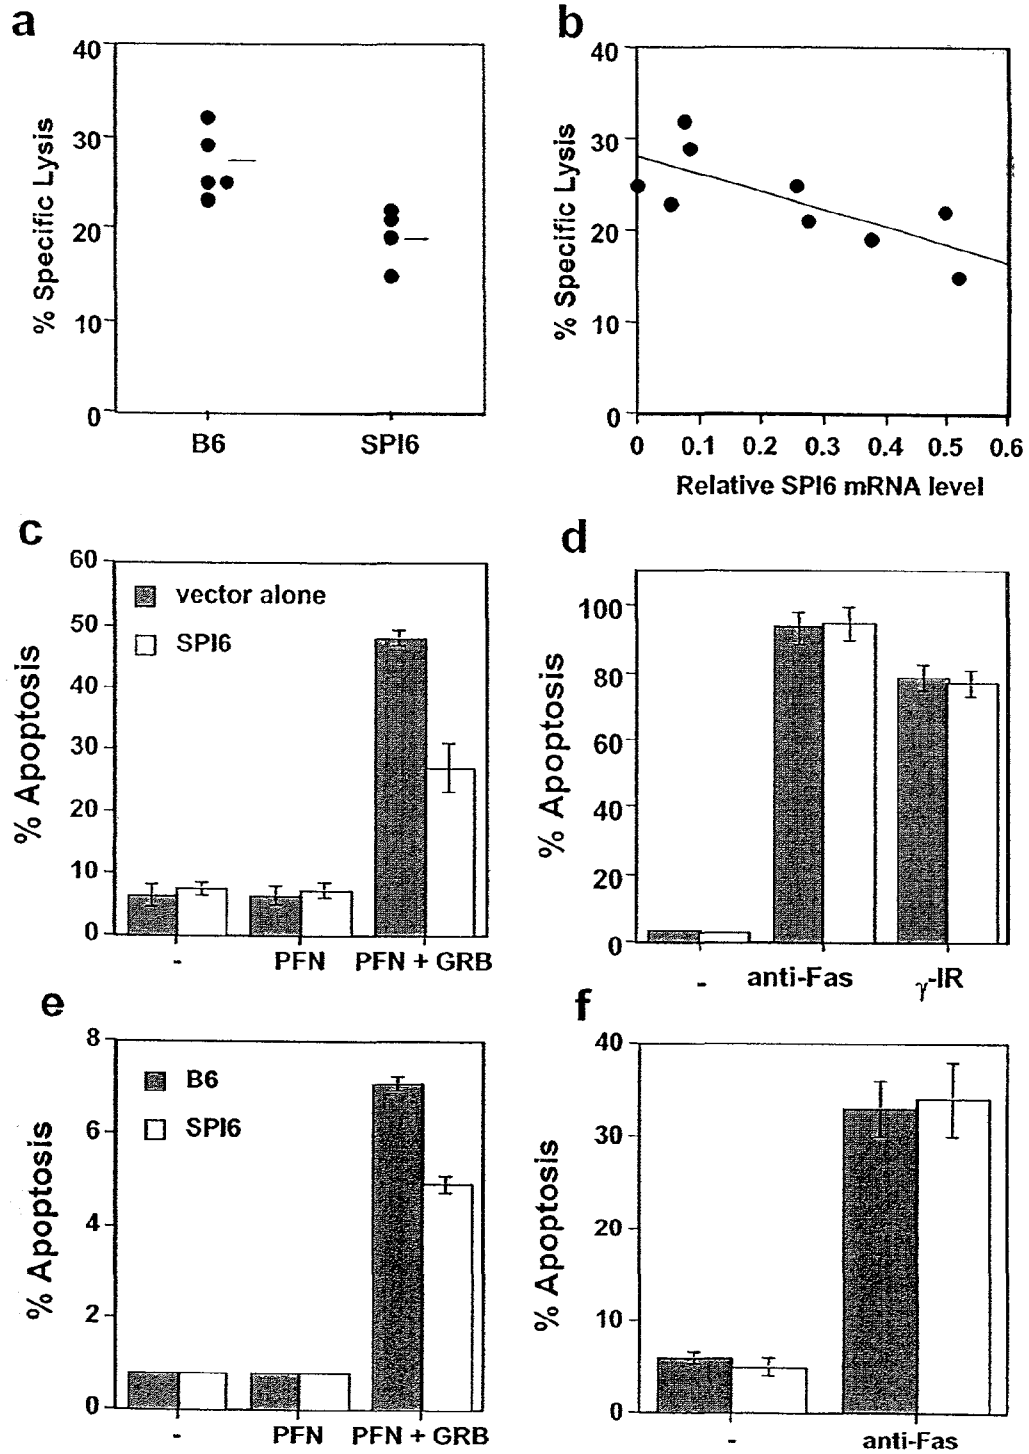 a
40
30
20
10
0
% Specific Lysis
B6 SPI6
b
40
30
20
10
0
% Specific Lysis
0 0.1 0.2 0.3 0.4 0.5 0.6
Relative SPI6 mRNA level
c
60
50
40
30
20
10
0
% Apoptosis
vector alone
SPI6
- PFN PFN + GRB
d
100
80
60
40
20
0
% Apoptosis
- anti-Fas γ-IR
e
8
6
4
2
0
% Apoptosis
B6
SPI6
- PFN PFN + GRB
f
40
30
20
10
0
% Apoptosis
- anti-Fas